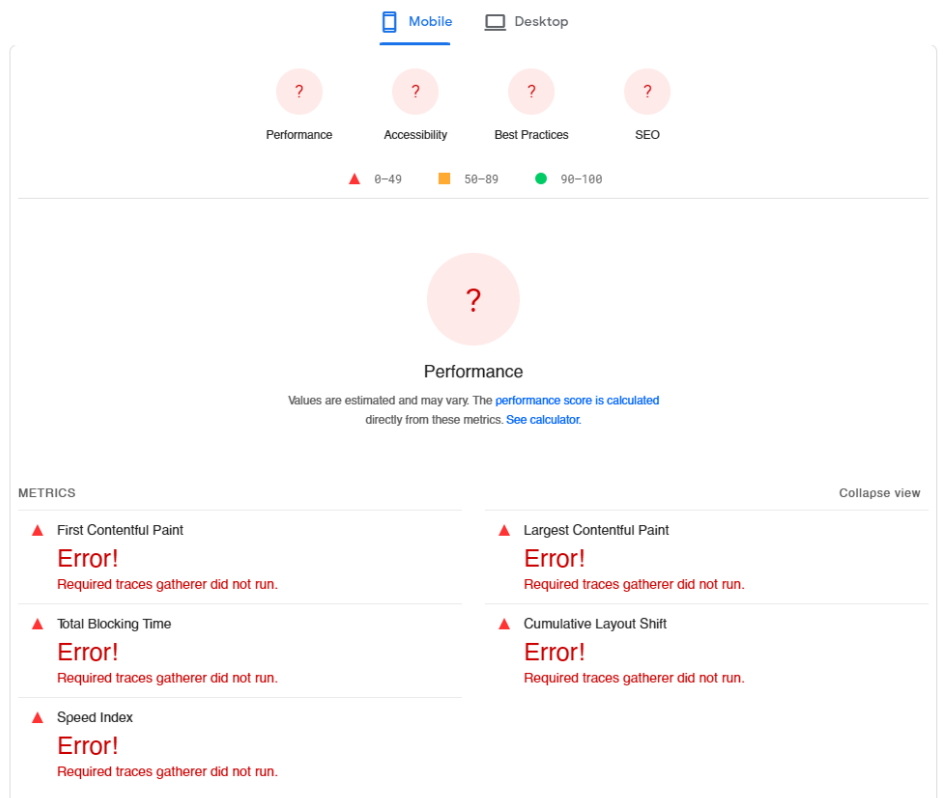 Mobile Desktop
? ? ? ?
Performance Accessibility Best Practices SEO
0–49 50–89 90–100
?
Performance
Values are estimated and may vary. The performance score is calculated
directly from these metrics. See calculator.
METRICS Collapse view
First Contentful Paint
Error!
Required traces gatherer did not run.
Largest Contentful Paint
Error!
Required traces gatherer did not run.
Total Blocking Time
Error!
Required traces gatherer did not run.
Cumulative Layout Shift
Error!
Required traces gatherer did not run.
Speed Index
Error!
Required traces gatherer did not run.